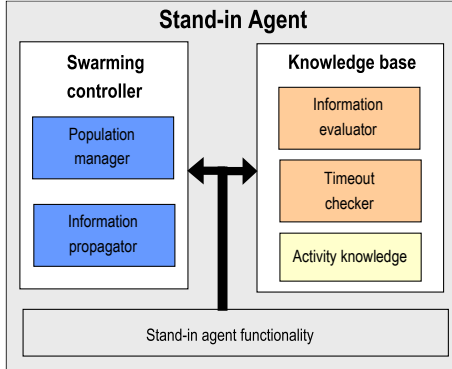 Stand-in Agent
Swarming
controller
Population
manager
Information
propagator
Knowledge base
Information
evaluator
Timeout
checker
Activity knowledge
Stand-in agent functionality